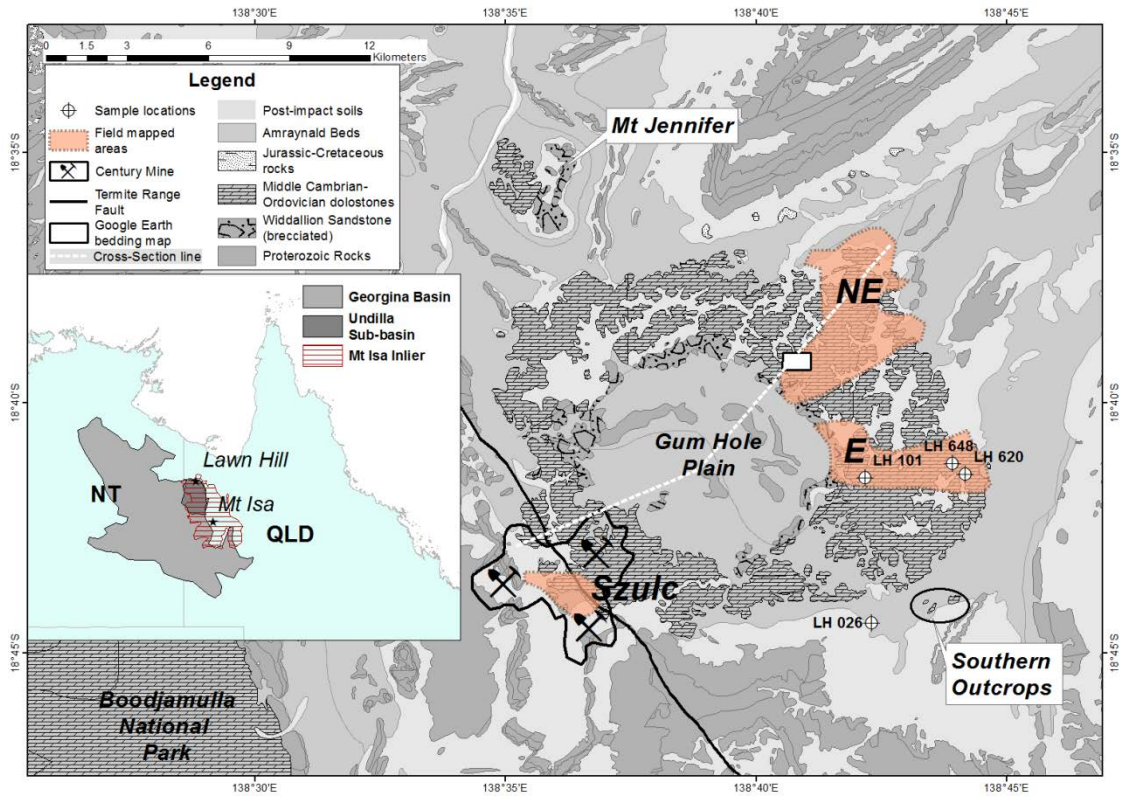 138°30'E
138°35'E
138°40'E
138°45'E
0 1.5 3 6 9 12
Kilometers
Legend
Sample locations
Field mapped
areas
Century Mine
Termite Range
Fault
Google Earth
bedding map
Cross-Section line
Post-impact soils
Amraynald Beds
Jurassic-Cretaceous
rocks
Middle Cambrian-
Ordovician dolostones
Widdallion Sandstone
(brecciated)
Proterozoic Rocks
Mt Jennifer
18°35'S
18°35'S
NE
Georgina Basin
Undilla
Sub-basin
Mt Isa Inlier
Lawn Hill
NT
Mt Isa
QLD
18°40'S
18°40'S
Gum Hole
Plain
E
LH 101
LH 648
LH 620
Szulc
LH 026
Southern
Outcrops
18°45'S
18°45'S
Boodjamulla
National
Park
138°30'E
138°35'E
138°40'E
138°45'E